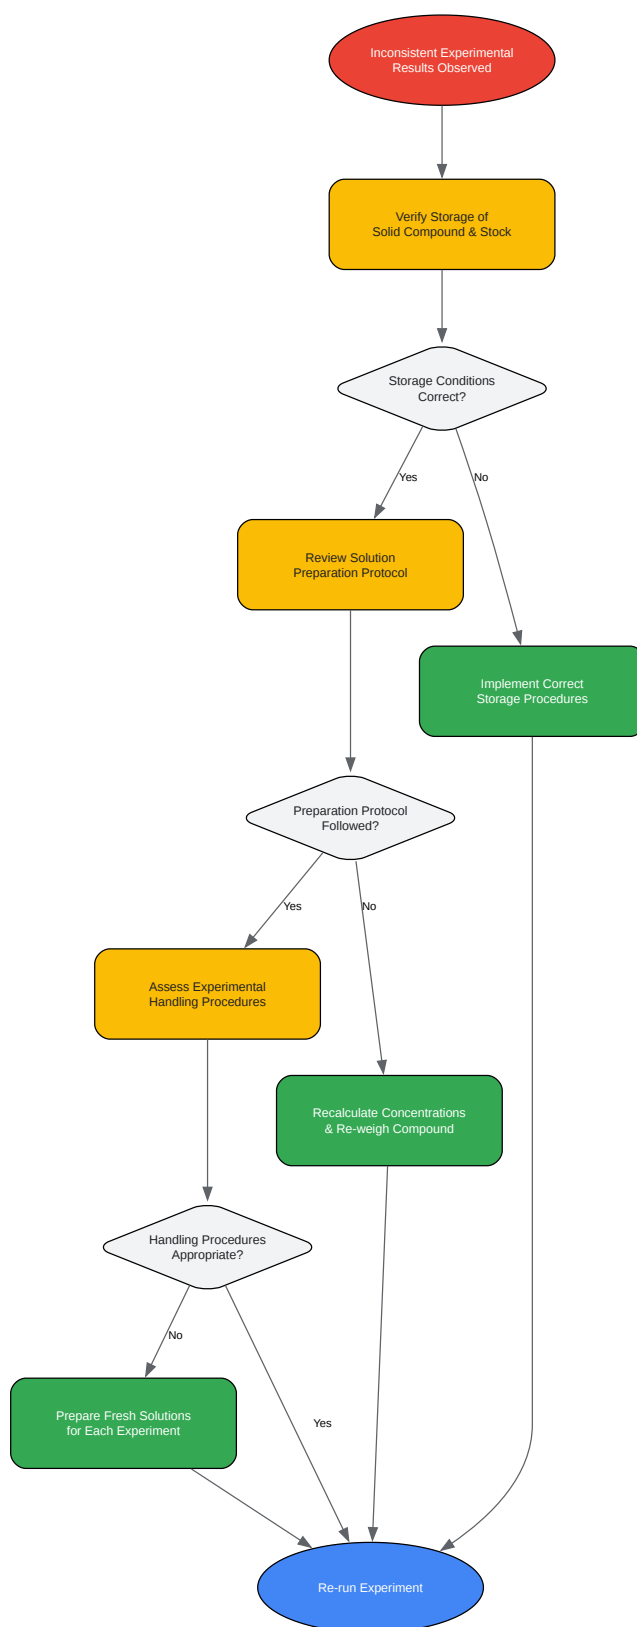 Inconsistent Experimental
Results Observed
Verify Storage of
Solid Compound & Stock
Storage Conditions
Correct?
Yes
No
Review Solution
Preparation Protocol
Implement Correct
Storage Procedures
Preparation Protocol
Followed?
Yes
No
Assess Experimental
Handling Procedures
Recalculate Concentrations
& Re-weigh Compound
Handling Procedures
Appropriate?
No
Prepare Fresh Solutions
for Each Experiment
Yes
Re-run Experiment